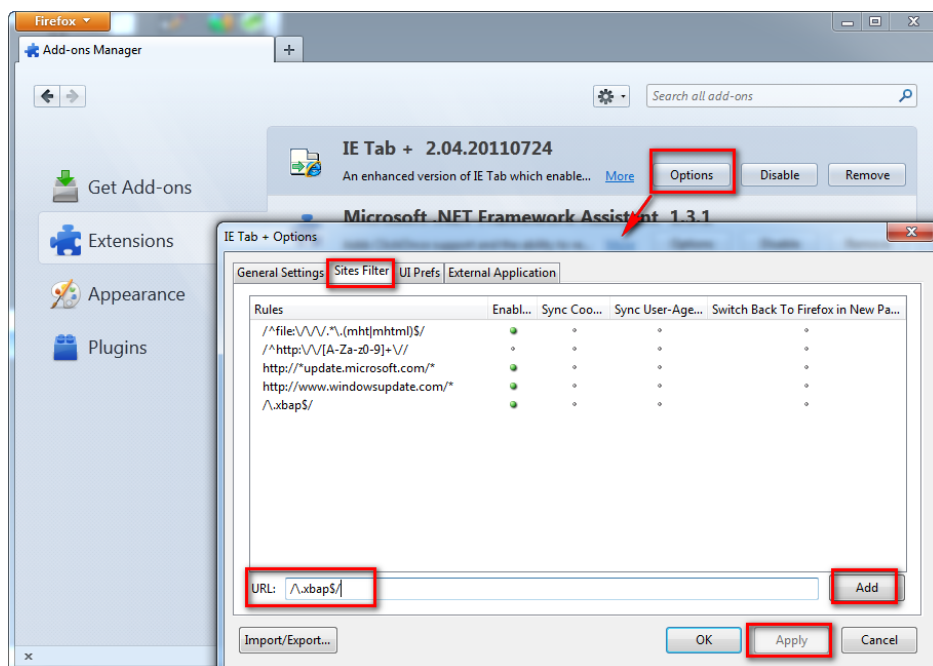 Firefox
Add-ons Manager
Search all add-ons
IE Tab + 2.04.20110724
An enhanced version of IE Tab which enable... More Options Disable Remove
Get Add-ons
Microsoft .NET Framework Assistant 1.3.1
Extensions
Appearance
Plugins
IE Tab + Options
General Settings Sites Filter UI Prefs External Application
Rules Enabl... Sync Coo... Sync User-Age... Switch Back To Firefox in New Pa...
/^file:\/\/\/.*\.(mht|mhtml)$/
/^http:\/\/[A-Za-z0-9]+\//
http://*update.microsoft.com/*
http://www.windowsupdate.com/*
/\.xbap$/
URL: /\.xbap$/ Add
Import/Export... OK Apply Cancel